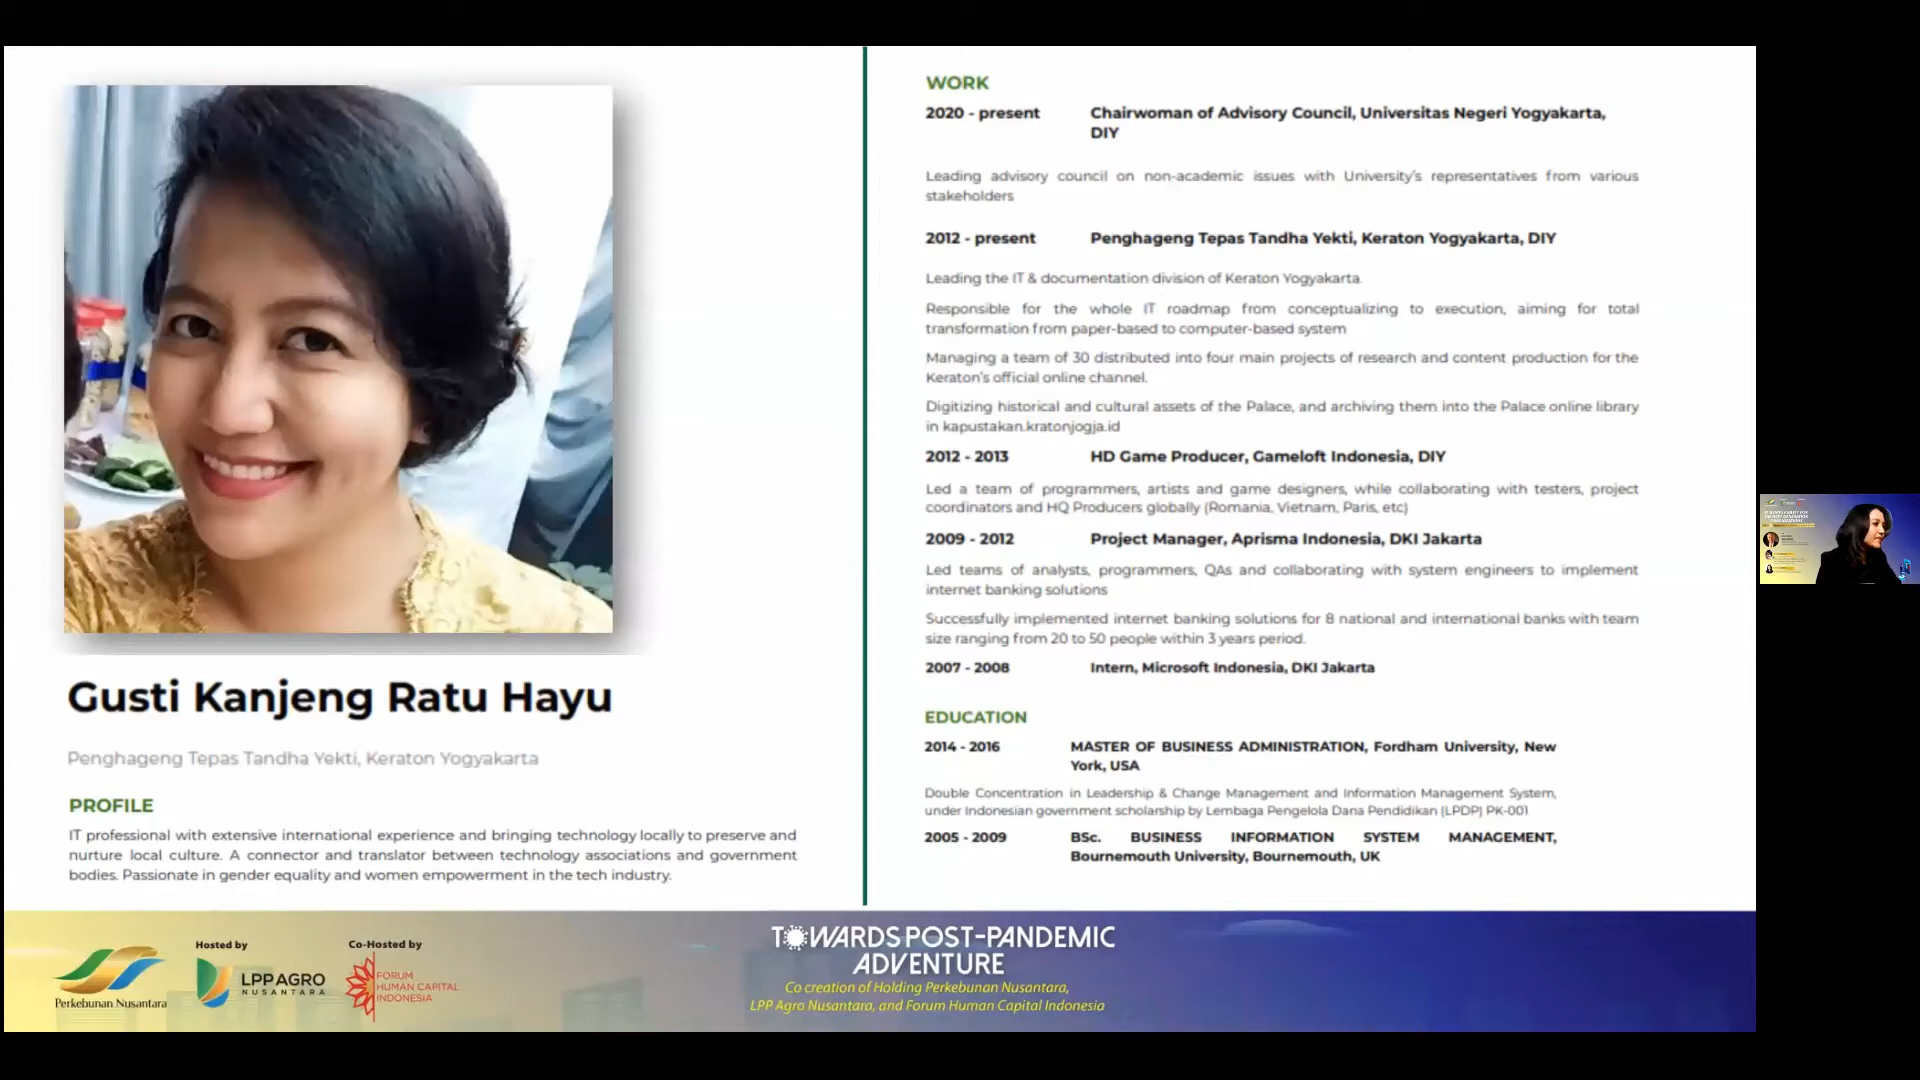 Gusti Kanjeng Ratu Hayu
Penghageng Tepas Tandha Yekti, Keraton Yogyakarta
PROFILE
IT professional with extensive international experience and bringing technology locally to preserve and
nurture local culture. A connector and translator between technology associations and government
bodies. Passionate in gender equality and women empowerment in the tech industry.
WORK
2020 - present Chairwoman of Advisory Council, Universitas Negeri Yogyakarta,
DIY
Leading advisory council on non-academic issues with University's representatives from various
stakeholders
2012 - present Penghageng Tepas Tandha Yekti, Keraton Yogyakarta, DIY
Leading the IT & documentation division of Keraton Yogyakarta.
Responsible for the whole IT roadmap from conceptualizing to execution, aiming for total
transformation from paper-based to computer-based system
Managing a team of 30 distributed into four main projects of research and content production for the
Keraton's official online channel.
Digitizing historical and cultural assets of the Palace, and archiving them into the Palace online library
in kapustakan.kratonjogja.id
2012 - 2013 HD Game Producer, Gameloft Indonesia, DIY
Led a team of programmers, artists and game designers, while collaborating with testers, project
coordinators and HQ Producers globally (Romania, Vietnam, Paris, etc)
2009 - 2012 Project Manager, Aprisma Indonesia, DKI Jakarta
Led teams of analysts, programmers, QAs and collaborating with system engineers to implement
internet banking solutions
Successfully implemented internet banking solutions for 8 national and international banks with team
size ranging from 20 to 50 people within 3 years period.
2007 - 2008 Intern, Microsoft Indonesia, DKI Jakarta
EDUCATION
2014 - 2016 MASTER OF BUSINESS ADMINISTRATION, Fordham University, New
York, USA
Double Concentration in Leadership & Change Management and Information Management System,
under Indonesian government scholarship by Lembaga Pengelola Dana Pendidikan (LPDP) PK-001
2005 - 2009 BSc. BUSINESS INFORMATION SYSTEM MANAGEMENT,
Bournemouth University, Bournemouth, UK
Perkebunan Nusantara
Hosted by
LPP AGRO
NUSANTARA
Co-Hosted by
FORUM
HUMAN CAPITAL
INDONESIA
TOWARDS POST-PANDEMIC
ADVENTURE
Co creation of Holding Perkebunan Nusantara,
LPP Agro Nusantara, and Forum Human Capital Indonesia